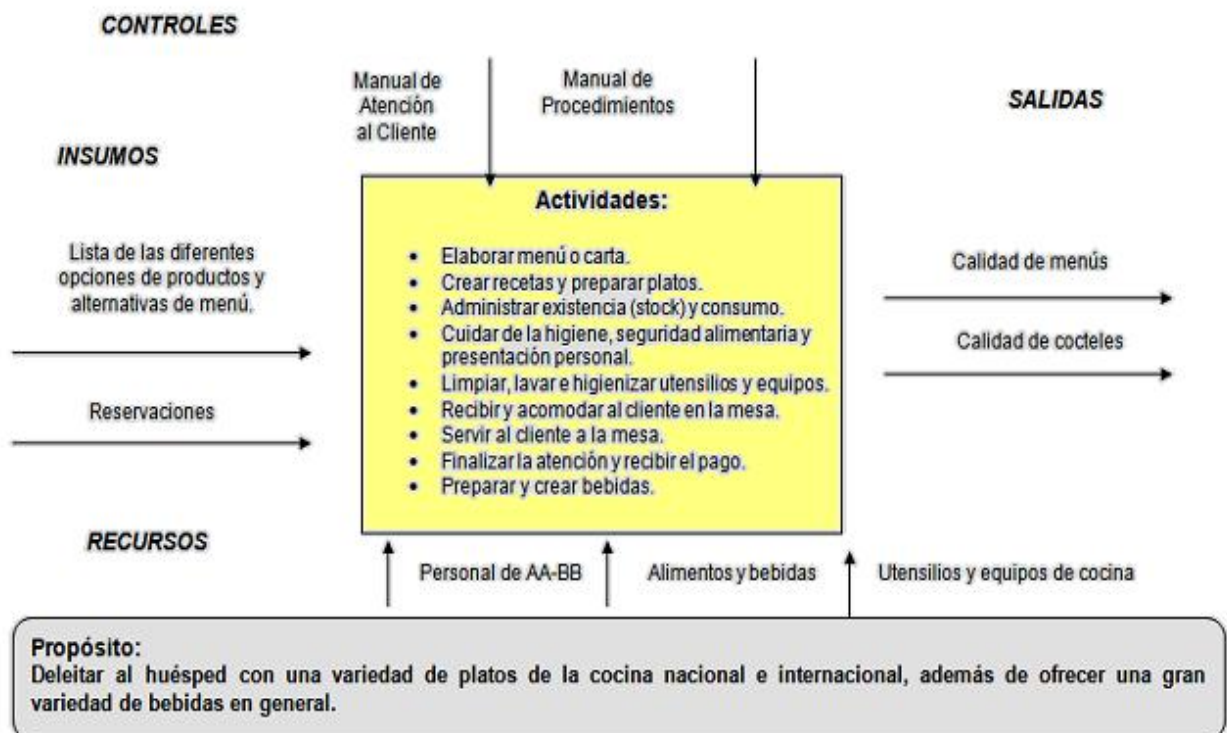 CONTROLES
Manual de
Atención
al Cliente
Manual de
Procedimientos
SALIDAS
INSUMOS
Lista de las diferentes
opciones de productos y
alternativas de menú.
Reservaciones
Actividades:
• Elaborar menú o carta.
• Crear recetas y preparar platos.
• Administrar existencia (stock) y consumo.
• Cuidar de la higiene, seguridad alimentaria y
presentación personal.
• Limpiar, lavar e higienizar utensilios y equipos.
• Recibir y acomodar al cliente en la mesa.
• Servir al cliente a la mesa.
• Finalizar la atención y recibir el pago.
• Preparar y crear bebidas.
Calidad de menús
Calidad de cocteles
RECURSOS
Personal de AA-BB
Alimentos y bebidas
Utensilios y equipos de cocina
Propósito:
Deleitar al huésped con una variedad de platos de la cocina nacional e internacional, además de ofrecer una gran
variedad de bebidas en general.